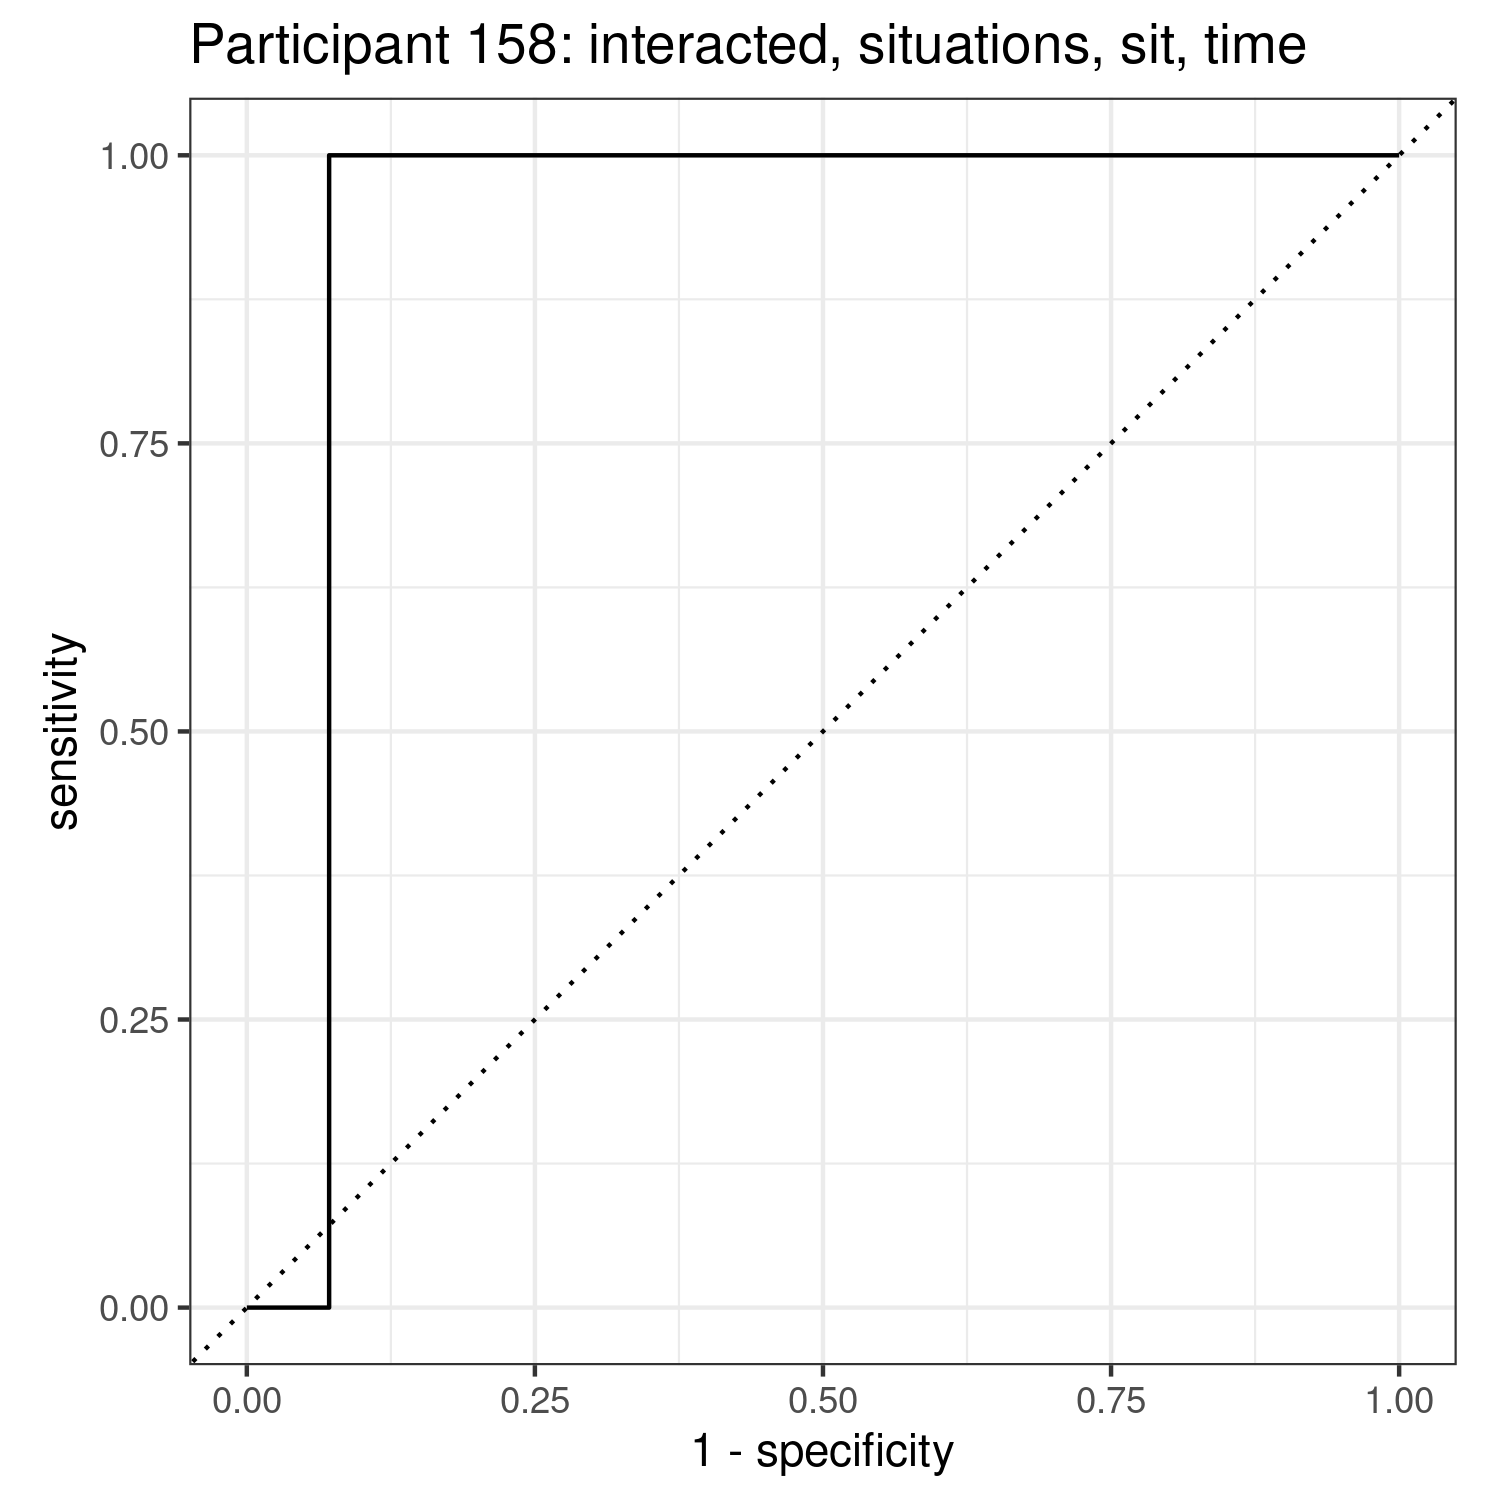 Participant 158: interacted, situations, sit, time
1.00
0.75
0.50
0.25
0.00
sensitivity
0.00 0.25 0.50 0.75 1.00
1 - specificity